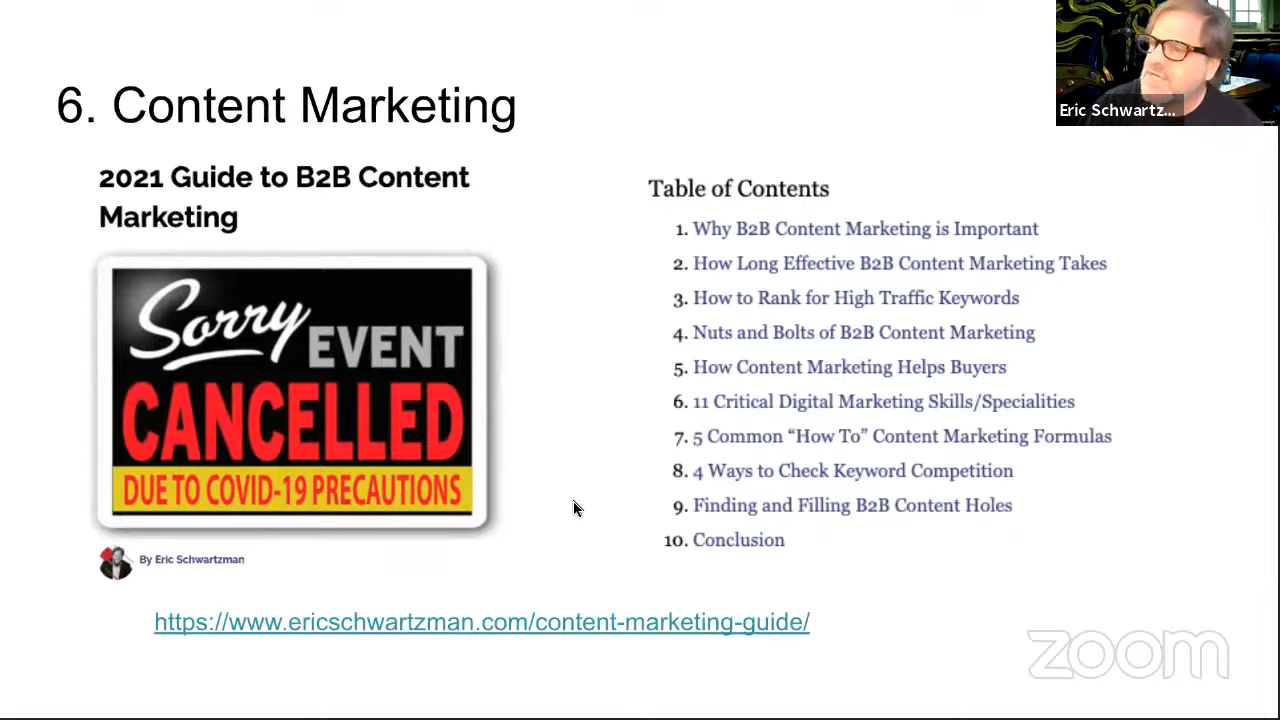 Eric Schwartz...
6. Content Marketing
2021 Guide to B2B Content
Marketing
Sorry
EVENT
CANCELLED
DUE TO COVID-19 PRECAUTIONS
By Eric Schwartzman
Table of Contents
1. Why B2B Content Marketing is Important
2. How Long Effective B2B Content Marketing Takes
3. How to Rank for High Traffic Keywords
4. Nuts and Bolts of B2B Content Marketing
5. How Content Marketing Helps Buyers
6. 11 Critical Digital Marketing Skills/Specialities
7. 5 Common “How To” Content Marketing Formulas
8. 4 Ways to Check Keyword Competition
9. Finding and Filling B2B Content Holes
10. Conclusion
https://www.ericschwartzman.com/content-marketing-guide/
zoom